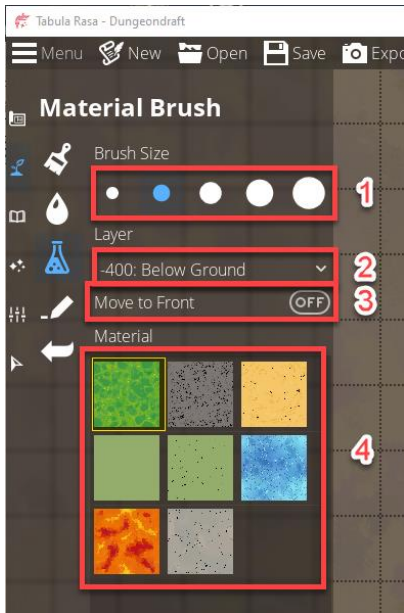 Tabula Rasa - Dungeondraft
Menu New Open Save Expo
Material Brush
Brush Size
1
Layer
-400: Below Ground
2
Move to Front OFF
3
Material
4